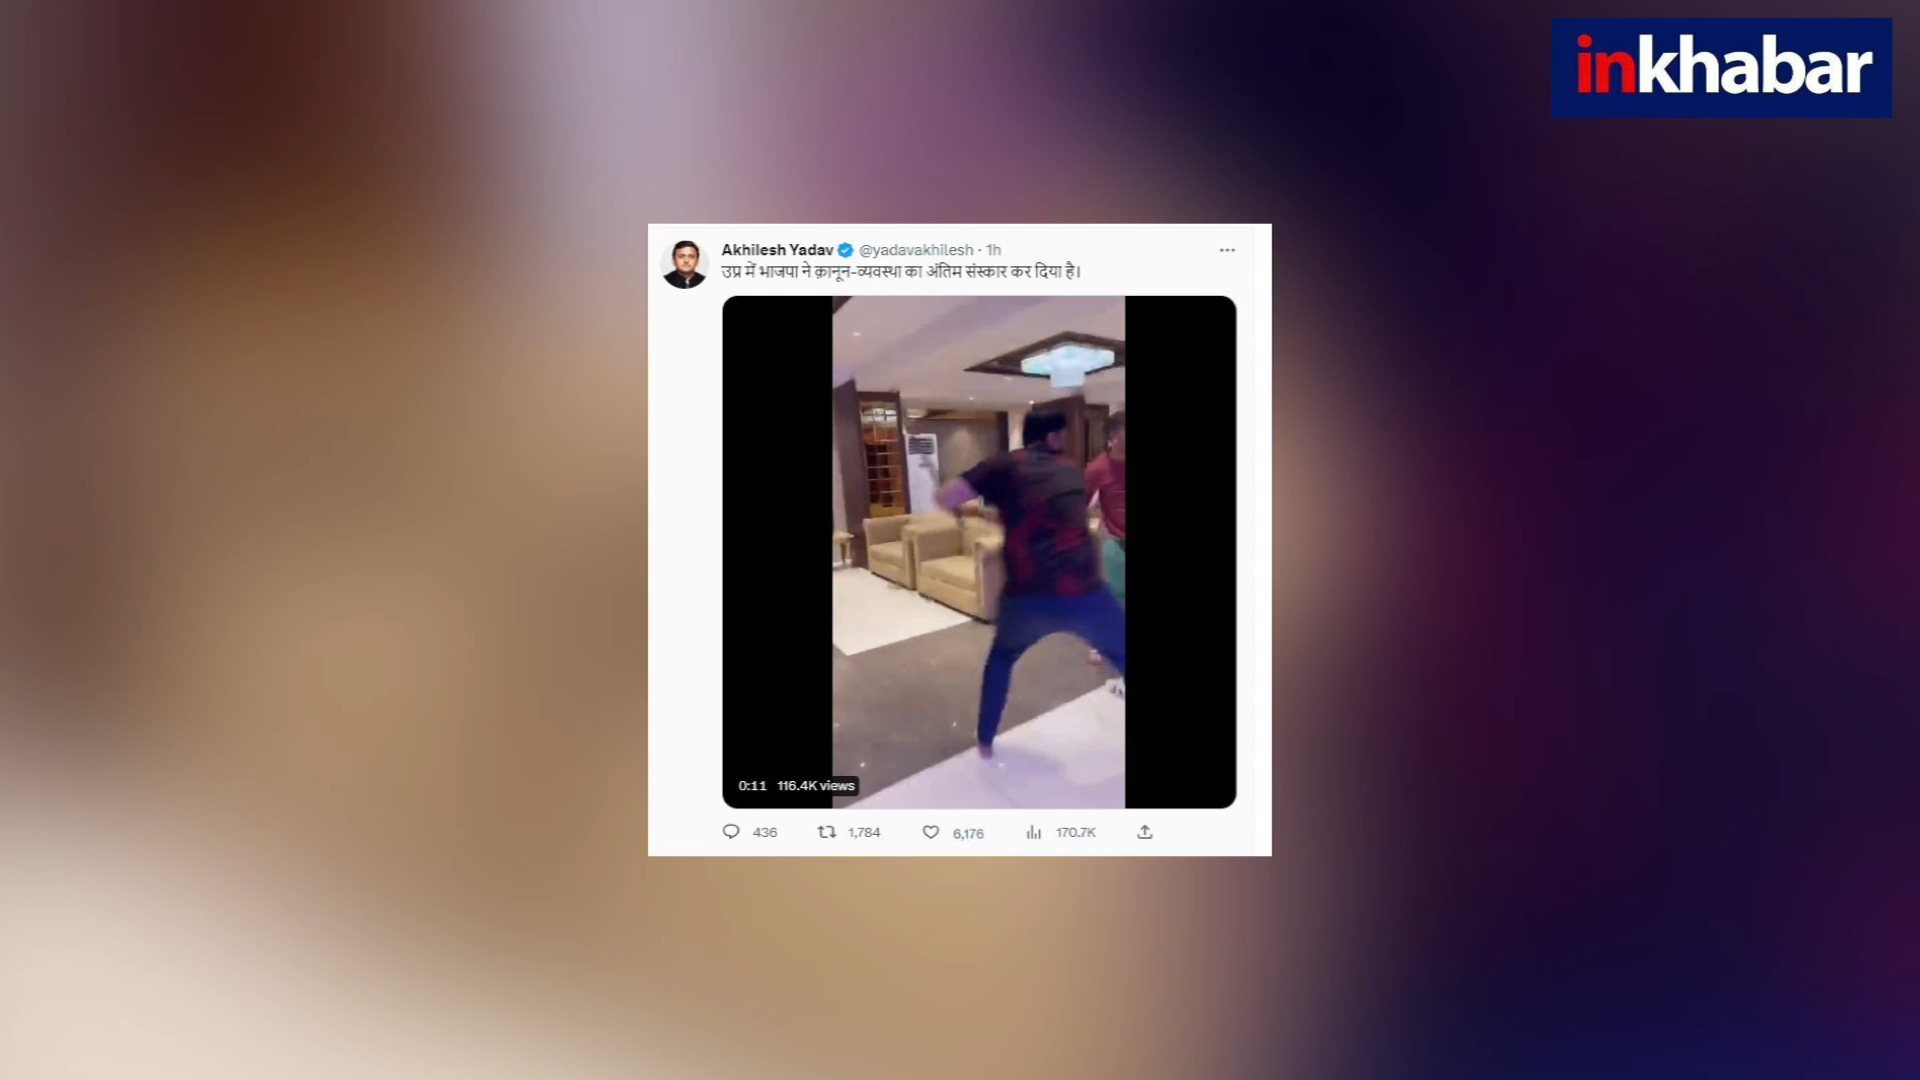 inkhabar
Akhilesh Yadav @yadavakhilesh · 1h
उप्र में भाजपा ने क़ानून-व्यवस्था का अंतिम संस्कार कर दिया है।
0:11 116.4K views
436 1,784 6,176 170.7K